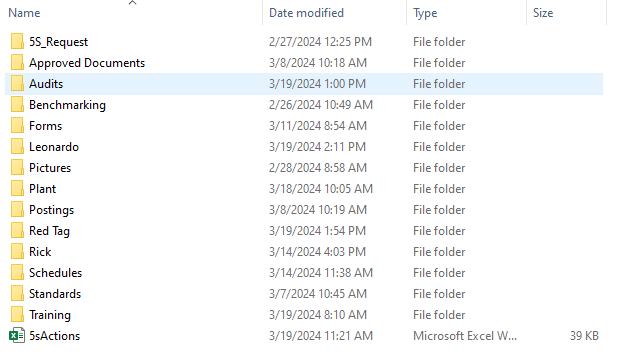 Name Date modified Type Size
5S_Request 2/27/2024 12:25 PM File folder
Approved Documents 3/8/2024 10:18 AM File folder
Audits 3/19/2024 1:00 PM File folder
Benchmarking 2/26/2024 10:49 AM File folder
Forms 3/11/2024 8:54 AM File folder
Leonardo 3/19/2024 2:11 PM File folder
Pictures 2/28/2024 8:58 AM File folder
Plant 3/18/2024 10:05 AM File folder
Postings 3/8/2024 10:19 AM File folder
Red Tag 3/19/2024 1:54 PM File folder
Rick 3/14/2024 4:03 PM File folder
Schedules 3/14/2024 11:38 AM File folder
Standards 3/7/2024 10:45 AM File folder
Training 3/19/2024 8:10 AM File folder
5sActions 3/19/2024 11:21 AM Microsoft Excel W... 39 KB